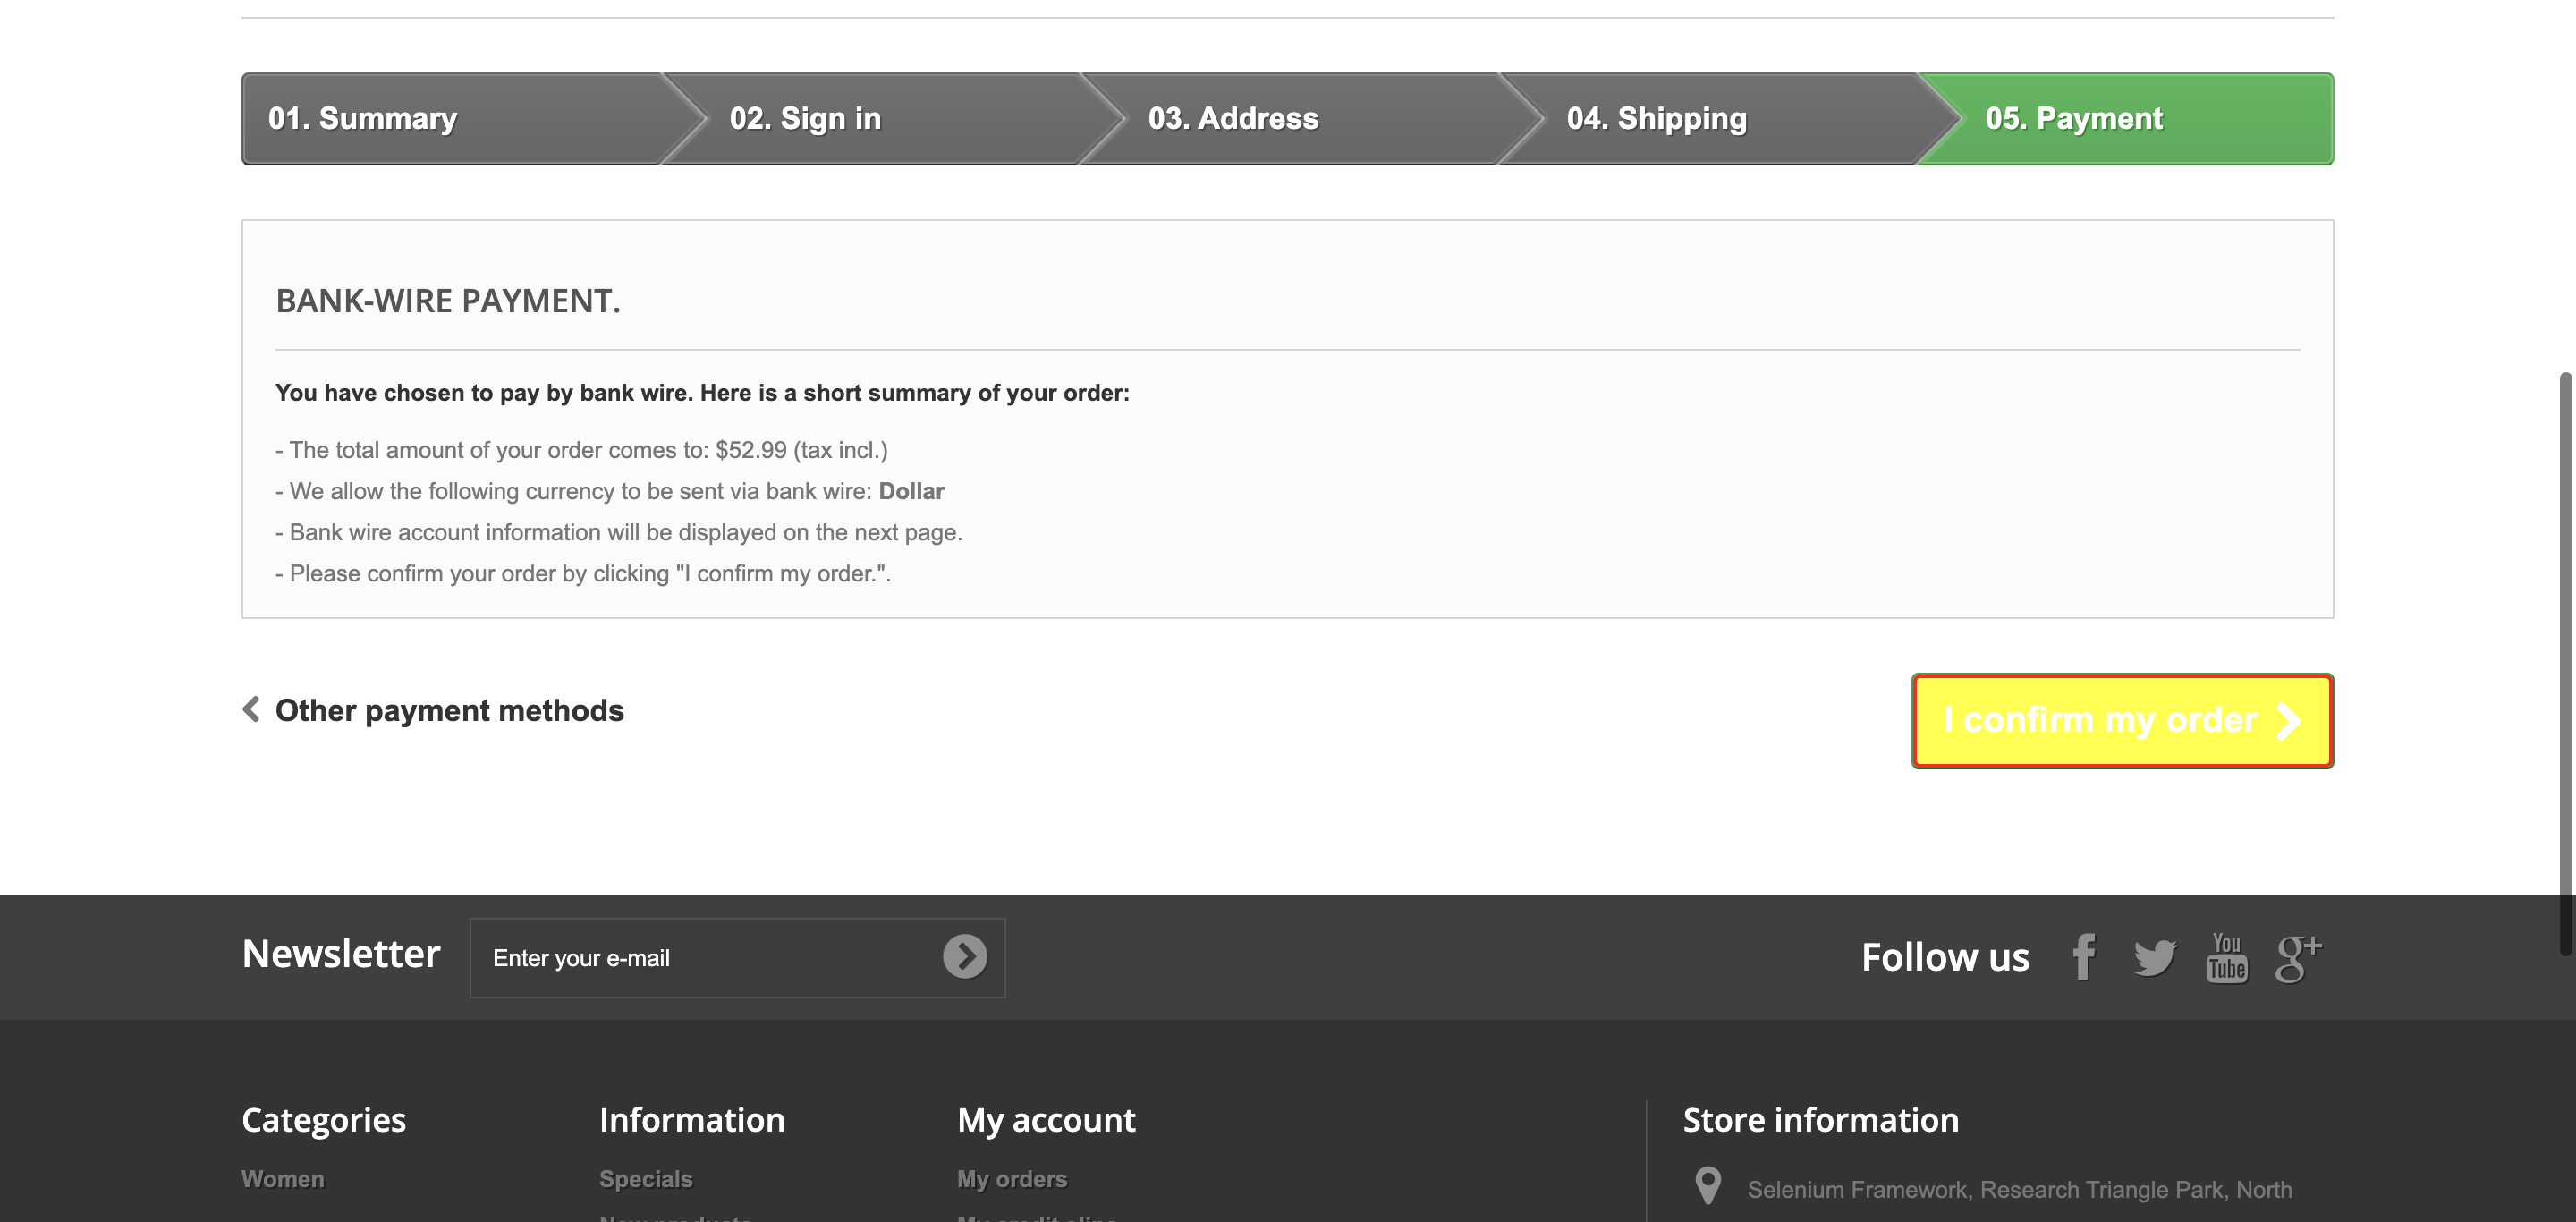 01. Summary
02. Sign in
03. Address
04. Shipping
05. Payment
BANK-WIRE PAYMENT.
You have chosen to pay by bank wire. Here is a short summary of your order:
- The total amount of your order comes to: $52.99 (tax incl.)
- We allow the following currency to be sent via bank wire: Dollar
- Bank wire account information will be displayed on the next page.
- Please confirm your order by clicking "I confirm my order.".
Other payment methods
I confirm my order
Newsletter
Enter your e-mail
Follow us
You
Tube
g+
Categories
Information
My account
Store information
Women
Specials
My orders
Selenium Framework, Research Triangle Park, North